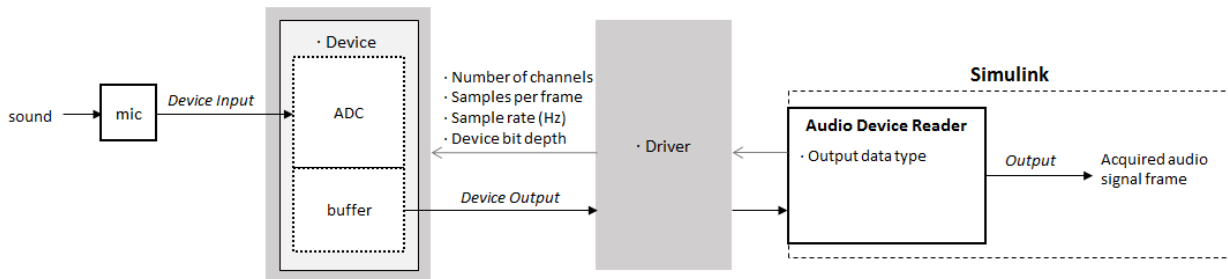 sound
mic
Device Input
· Device
ADC
buffer
· Number of channels
· Samples per frame
· Sample rate (Hz)
· Device bit depth
Device Output
· Driver
Simulink
Audio Device Reader
· Output data type
Output
Acquired audio
signal frame